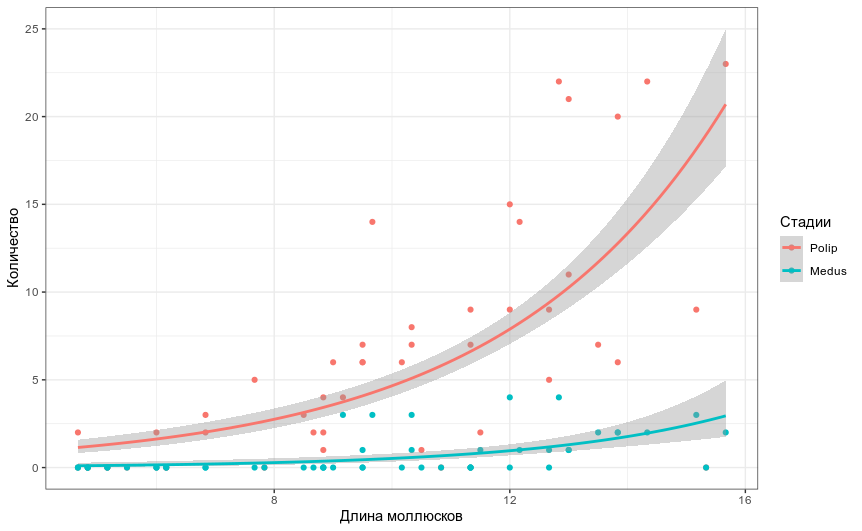 25
20
15
10
5
0
Количество
8
12
16
Длина моллюсков
Стадии
Polip
Medus